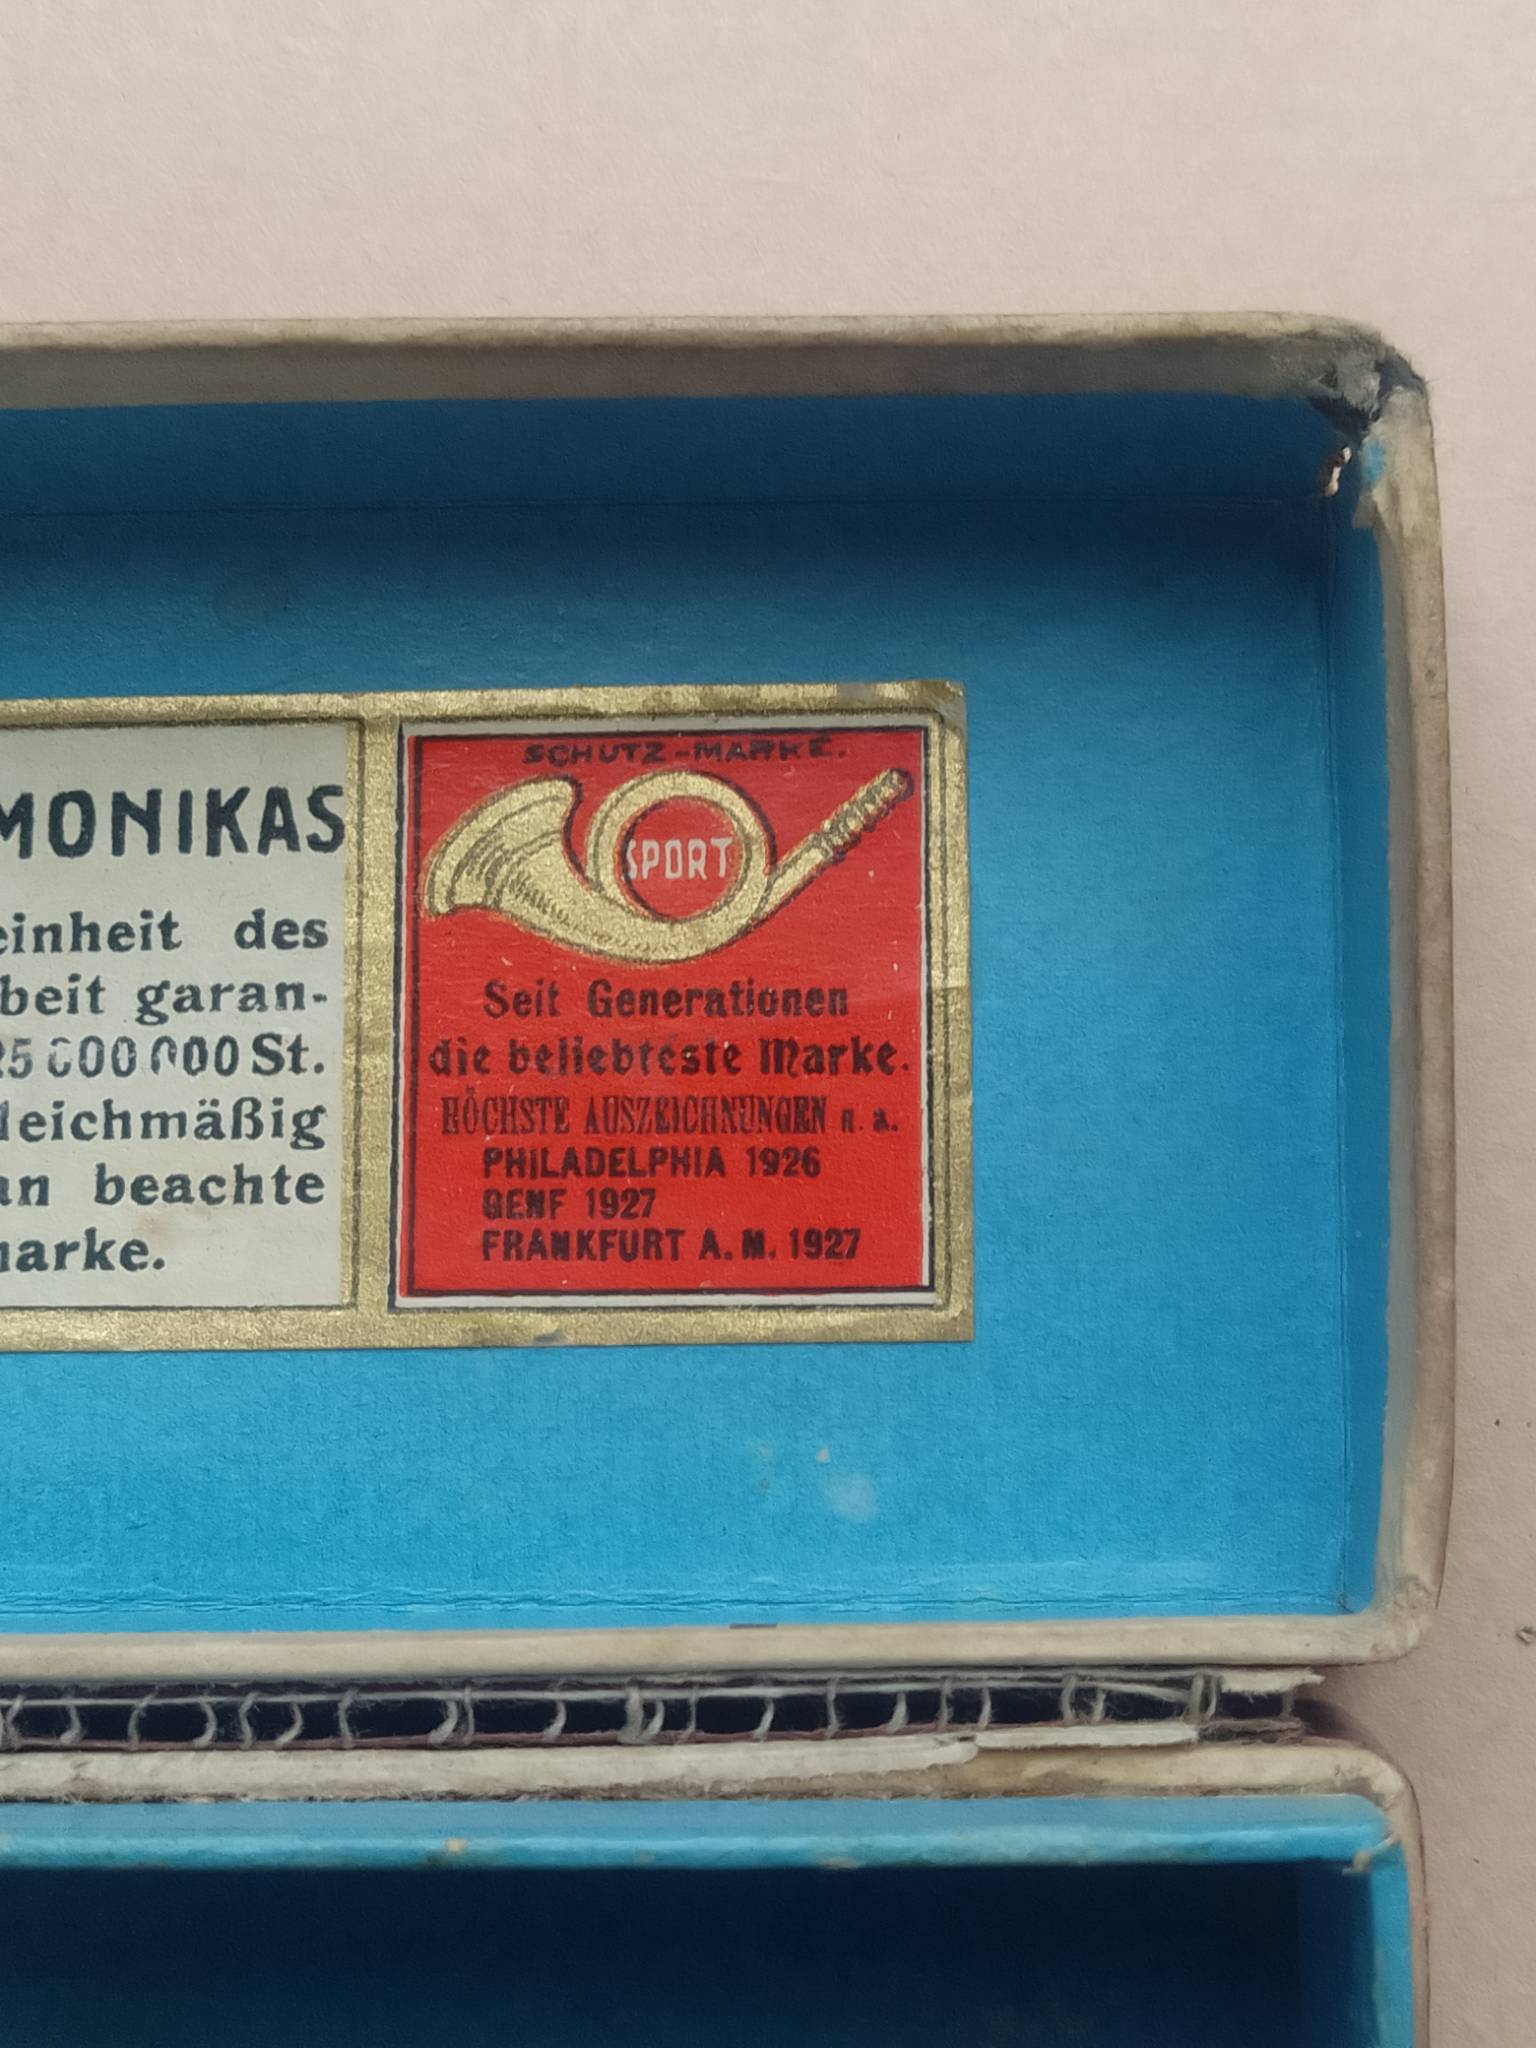 MONIKAS
einheit des
beit garan-
25 000 000 St.
leichmäßig
an beachte
arke.
SCHUTZ-MARKE.
SPORT
Seit Generationen
die beliebteste Marke.
HÖCHSTE AUSZEICHNUNGEN u. a.
PHILADELPHIA 1926
GENF 1927
FRANKFURT A. M. 1927